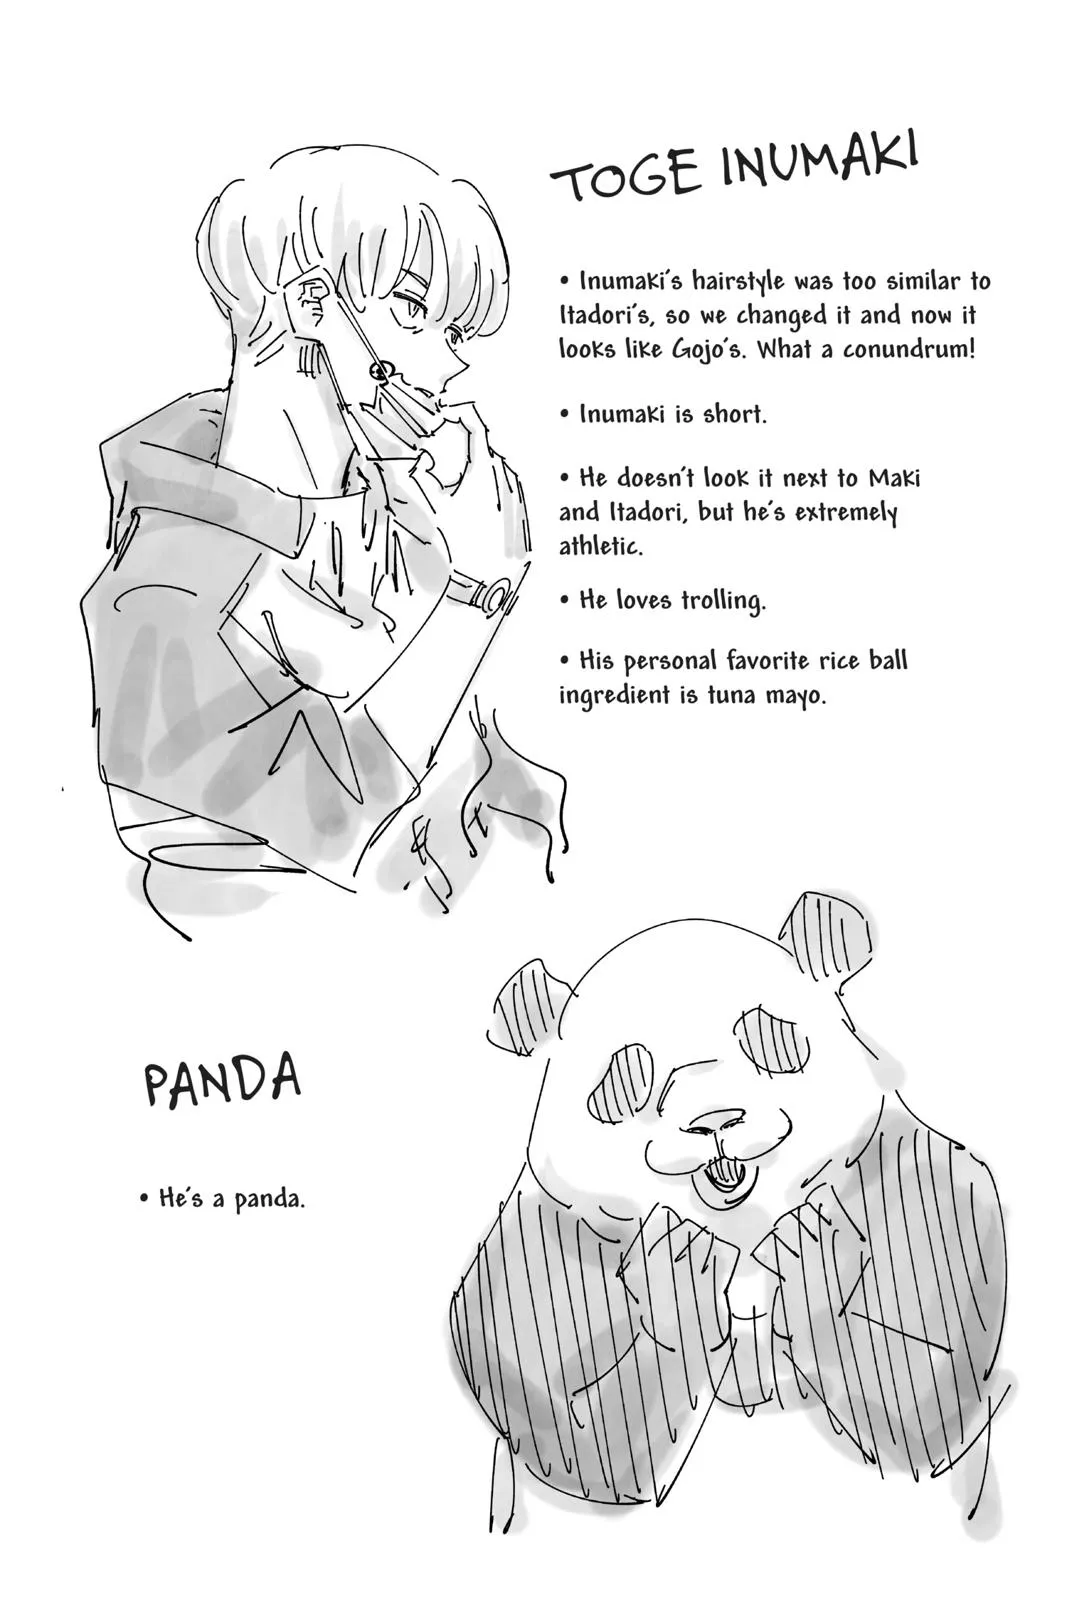 TOGE INUMAKI
• Inumaki's hairstyle was too similar to
Itadori's, so we changed it and now it
looks like Gojo's. What a conundrum!
• Inumaki is short.
• He doesn't look it next to Maki
and Itadori, but he's extremely
athletic.
• He loves trolling.
• His personal favorite rice ball
ingredient is tuna mayo.
PANDA
• He's a panda.